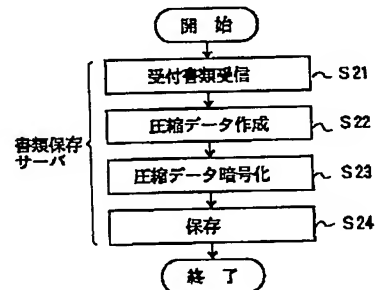 開 始
受付書類受信
S21
圧縮データ作成
S22
書類保存
サーバ
圧縮データ暗号化
S23
保存
S24
終 了